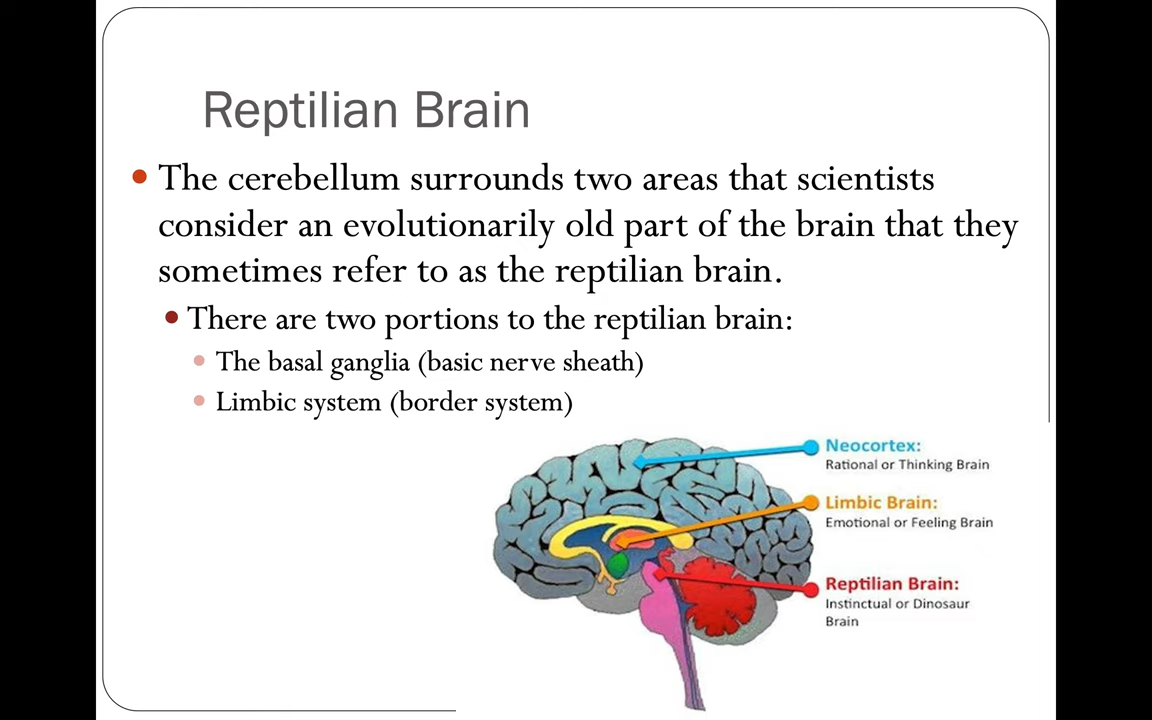 Reptilian Brain
The cerebellum surrounds two areas that scientists
consider an evolutionarily old part of the brain that they
sometimes refer to as the reptilian brain.
There are two portions to the reptilian brain:
The basal ganglia (basic nerve sheath)
Limbic system (border system)
Neocortex:
Rational or Thinking Brain
Limbic Brain:
Emotional or Feeling Brain
Reptilian Brain:
Instinctual or Dinosaur
Brain